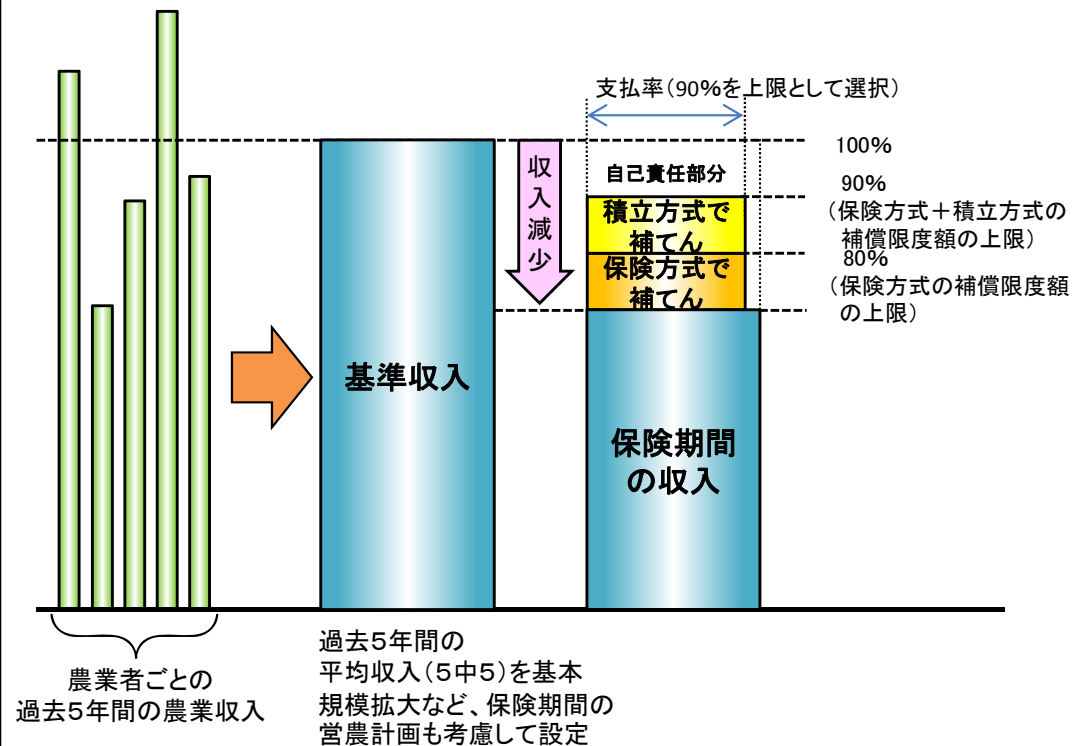 支払率(90%を上限として選択)
100%
収入減少
自己責任部分
90%
(保険方式+積立方式の
補償限度額の上限)
積立方式で
補てん
80%
(保険方式の補償限度額
の上限)
保険方式で
補てん
基準収入
保険期間
の収入
農業者ごとの
過去5年間の農業収入
過去5年間の
平均収入(5中5)を基本
規模拡大など、保険期間の
営農計画も考慮して設定